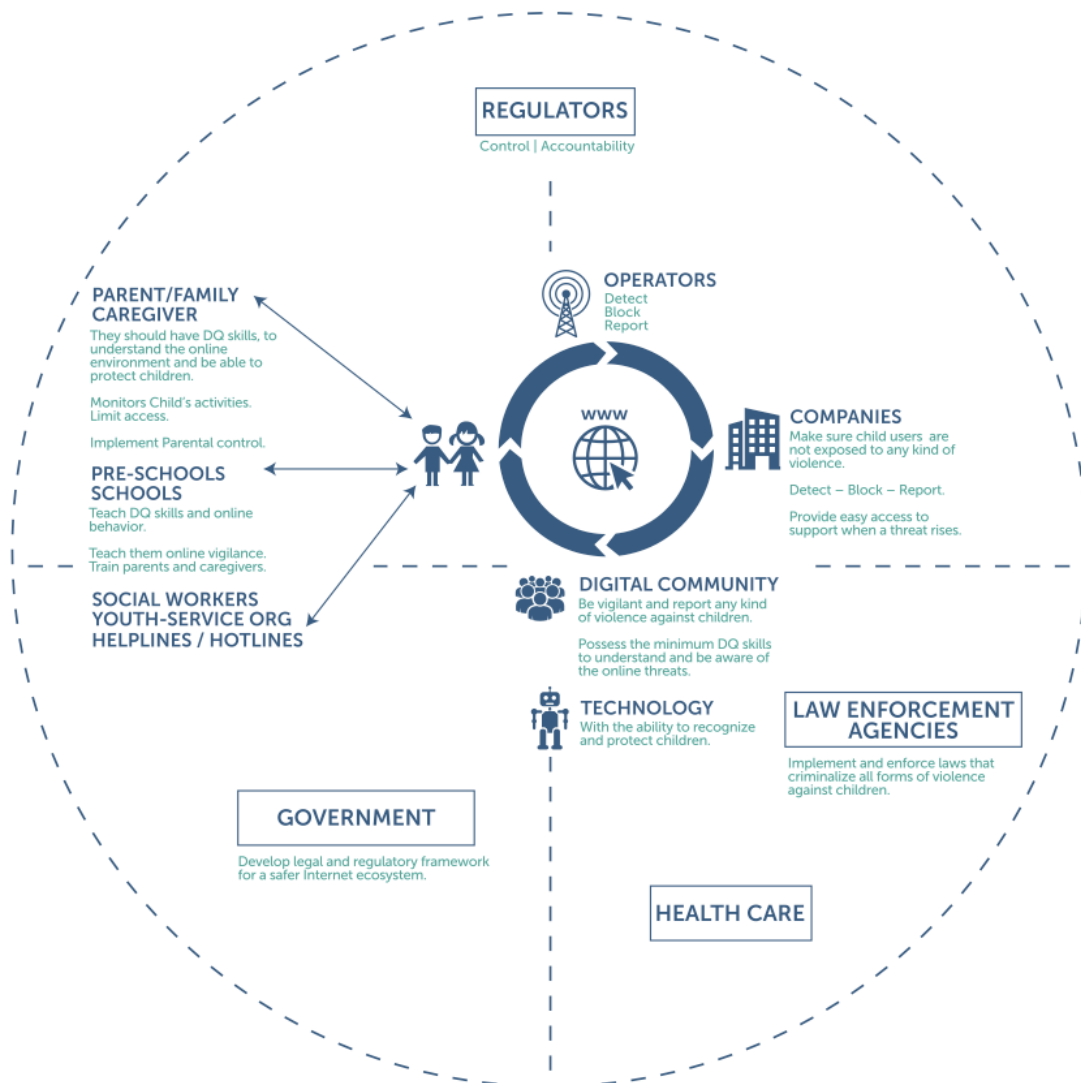 REGULATORS
Control | Accountability
OPERATORS
Detect
Block
Report
PARENT/FAMILY
CAREGIVER
They should have DQ skills, to
understand the online
environment and be able to
protect children.
Monitors Child's activities.
Limit access.
Implement Parental control.
PRE-SCHOOLS
SCHOOLS
Teach DQ skills and online
behavior.
Teach them online vigilance.
Train parents and caregivers.
SOCIAL WORKERS
YOUTH-SERVICE ORG
HELPLINES / HOTLINES
www
COMPANIES
Make sure child users are
not exposed to any kind of
violence.
Detect – Block – Report.
Provide easy access to
support when a threat rises.
DIGITAL COMMUNITY
Be vigilant and report any kind
of violence against children.
Possess the minimum DQ skills
to understand and be aware of
the online threats.
TECHNOLOGY
With the ability to recognize
and protect children.
LAW ENFORCEMENT
AGENCIES
Implement and enforce laws that
criminalize all forms of violence
against children.
GOVERNMENT
Develop legal and regulatory framework
for a safer Internet ecosystem.
HEALTH CARE